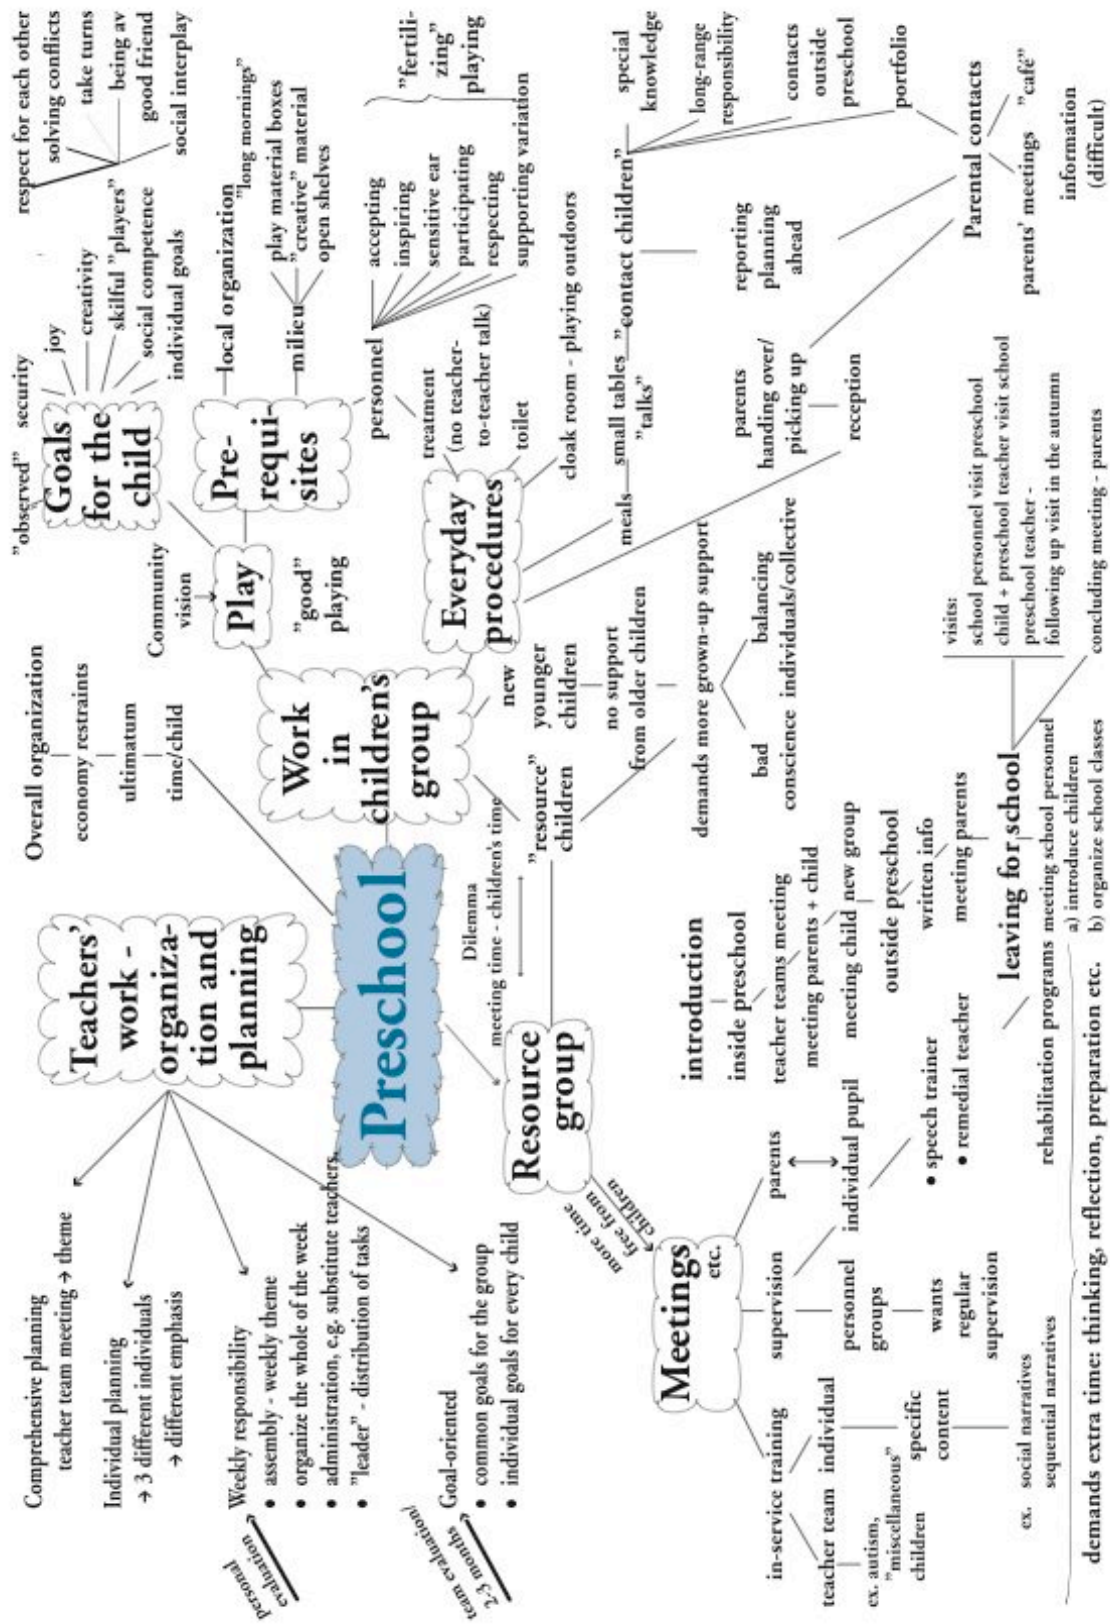 Comprehensive planning
teacher team meeting → theme
Individual planning
→ 3 different individuals
→ different emphasis
Weekly responsibility
• assembly - weekly theme
• organize the whole of the week
• administration, e.g. substitute teachers
• ”leader” - distribution of tasks
personal
evaluation
Goal-oriented
• common goals for the group
• individual goals for every child
team evaluation!
2-3 months
Teachers’
work -
organiza-
tion and
planning
Overall organization
economy restraints
ultimatum
time/child
Preschool
Work
in
children’s
group
Community
vision
Play
”good”
playing
”observed”
security
joy
creativity
skilful ”players”
social competence
individual goals
Goals
for the
child
respect for each other
solving conflicts
take turns
being av
good friend
social interplay
Pre-
requi-
sites
local organization
”long mornings”
milieu
play material boxes
”creative” material
open shelves
personnel
accepting
inspiring
sensitive ear
participating
respecting
supporting variation
”fertili-
zing”
playing
Everyday
procedures
treatment
(no teacher-
to-teacher talk)
toilet
cloak room - playing outdoors
meals
small tables
”talks”
”contact children”
special
knowledge
long-range
responsibility
contacts
outside
preschool
portfolio
reporting
planning
ahead
parents
handing over/
picking up
reception
Parental contacts
parents’ meetings
”café”
information
(difficult)
new
younger
children
no support
from older children
demands more grown-up support
bad
conscience
balancing
individuals/collective
”resource”
children
Dilemma
meeting time - children’s time
Resource
group
more time
free from
children
Meetings
etc.
in-service training
teacher team
ex. autism,
”miscellaneous”
children
individual
specific
content
ex. social narratives
sequential narratives
supervision
personnel
groups
wants
regular
supervision
parents
individual pupil
• speech trainer
• remedial teacher
introduction
inside preschool
teacher teams meeting
meeting parents + child
meeting child new group
outside preschool
written info
meeting parents
leaving for school
rehabilitation programs
meeting school personnel
a) introduce children
b) organize school classes
visits:
school personnel visit preschool
child + preschool teacher visit school
preschool teacher -
following up visit in the autumn
concluding meeting - parents
demands extra time: thinking, reflection, preparation etc.